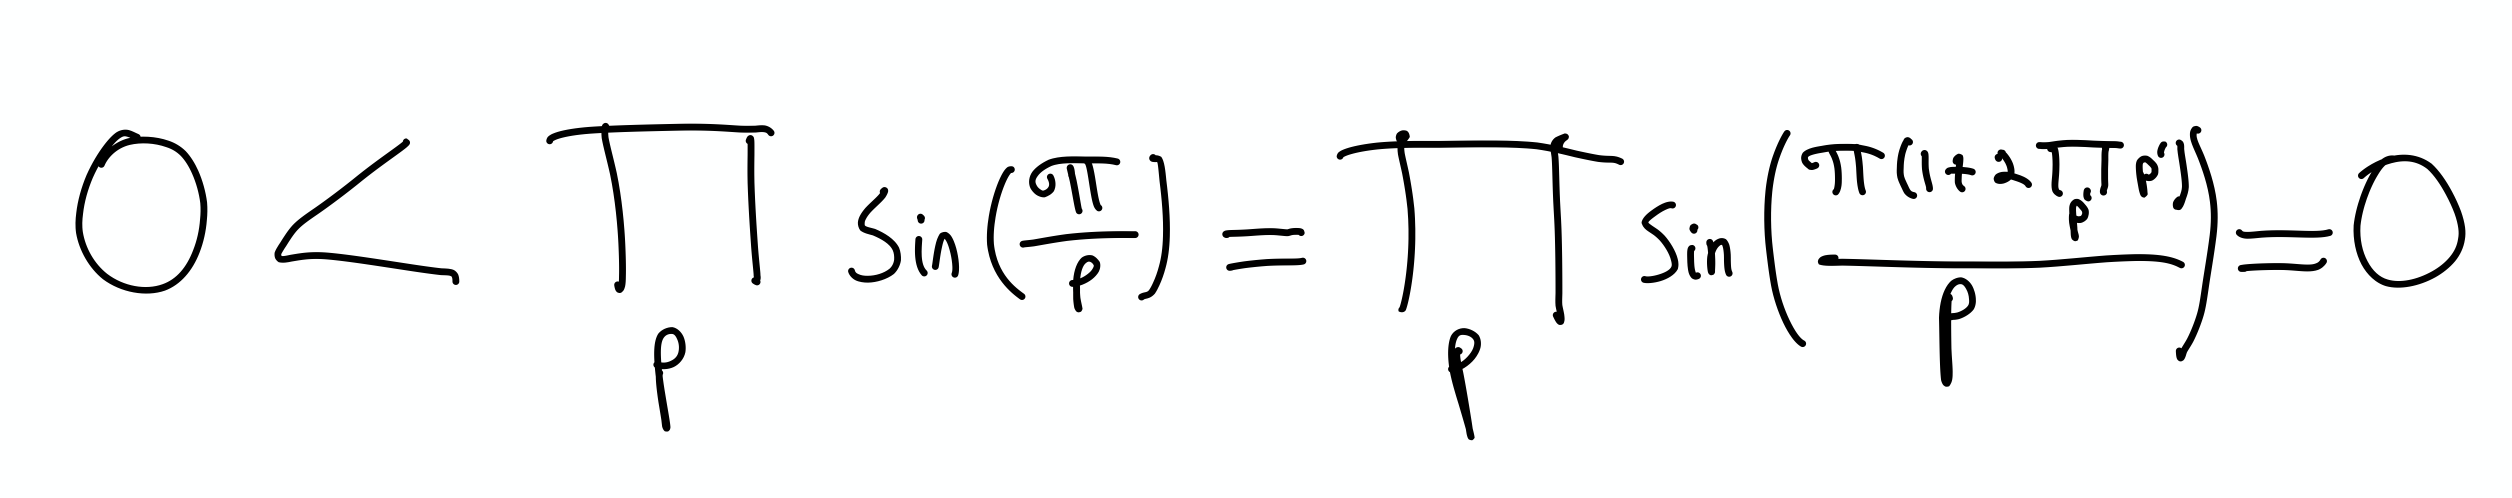 0 < ∏_p sin(π/p) = ∏_p sin(π(1+2∏_{p'} p')/p) = 0